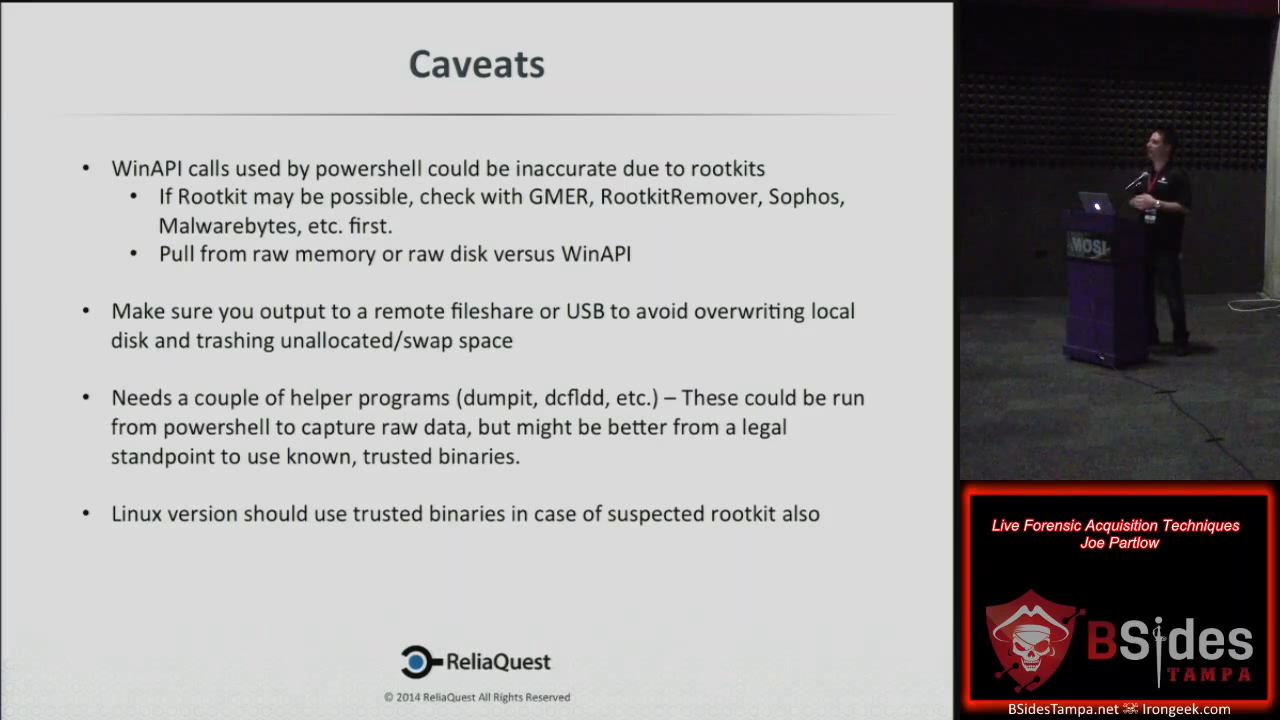 Caveats
• WinAPI calls used by powershell could be inaccurate due to rootkits
• If Rootkit may be possible, check with GMER, RootkitRemover, Sophos,
Malwarebytes, etc. first.
• Pull from raw memory or raw disk versus WinAPI
• Make sure you output to a remote fileshare or USB to avoid overwriting local
disk and trashing unallocated/swap space
• Needs a couple of helper programs (dumpit, dcfldd, etc.) – These could be run
from powershell to capture raw data, but might be better from a legal
standpoint to use known, trusted binaries.
• Linux version should use trusted binaries in case of suspected rootkit also
ReliaQuest
© 2014 ReliaQuest All Rights Reserved
MOSI
Live Forensic Acquisition Techniques
Joe Partlow
BSides
TAMPA
BSidesTampa.net Irongeek.com